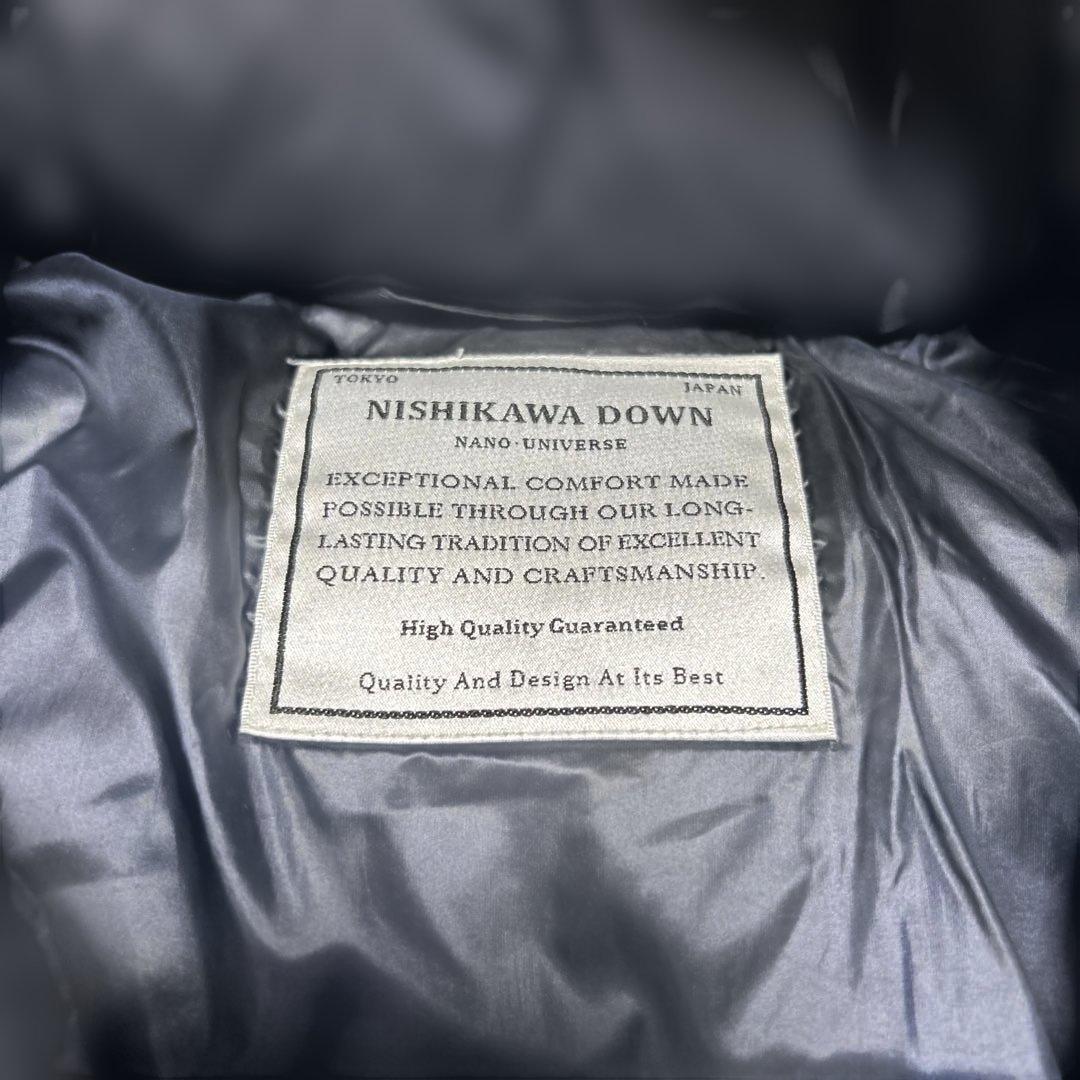 TOKYO JAPAN
NISHIKAWA DOWN
NANO·UNIVERSE
EXCEPTIONAL COMFORT MADE
POSSIBLE THROUGH OUR LONG-
LASTING TRADITION OF EXCELLENT
QUALITY AND CRAFTSMANSHIP.
High Quality Guaranteed
Quality And Design At Its Best